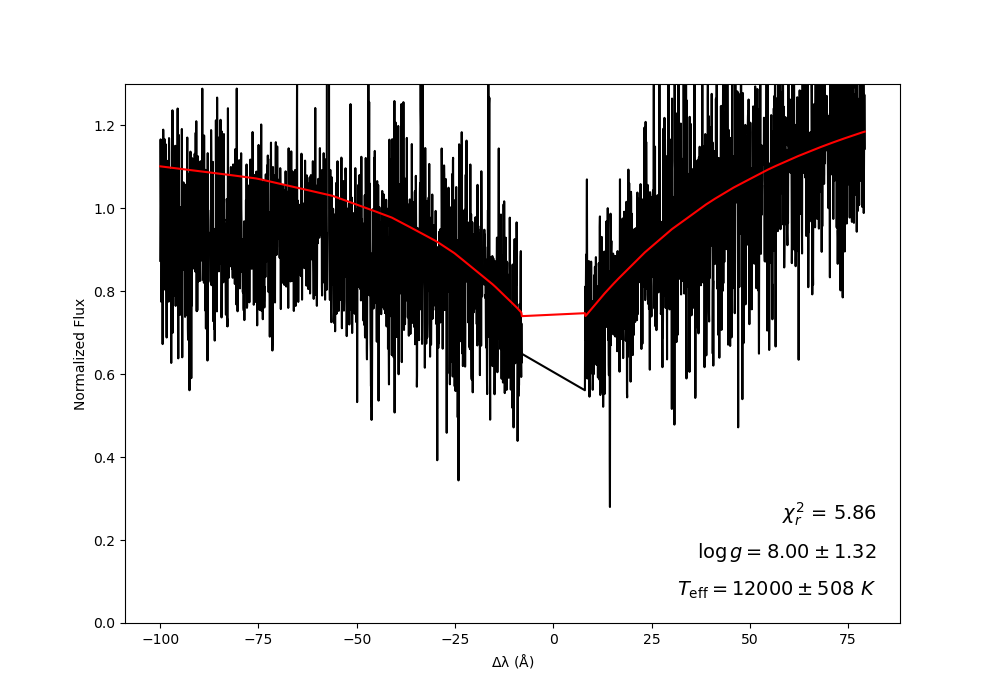 1.2
1.0
0.8
0.6
0.4
0.2
0.0
Normalized Flux
χ²ᵣ = 5.86
log g = 8.00 ± 1.32
T_eff = 12000 ± 508 K
−100 −75 −50 −25 0 25 50 75
Δλ (Å)